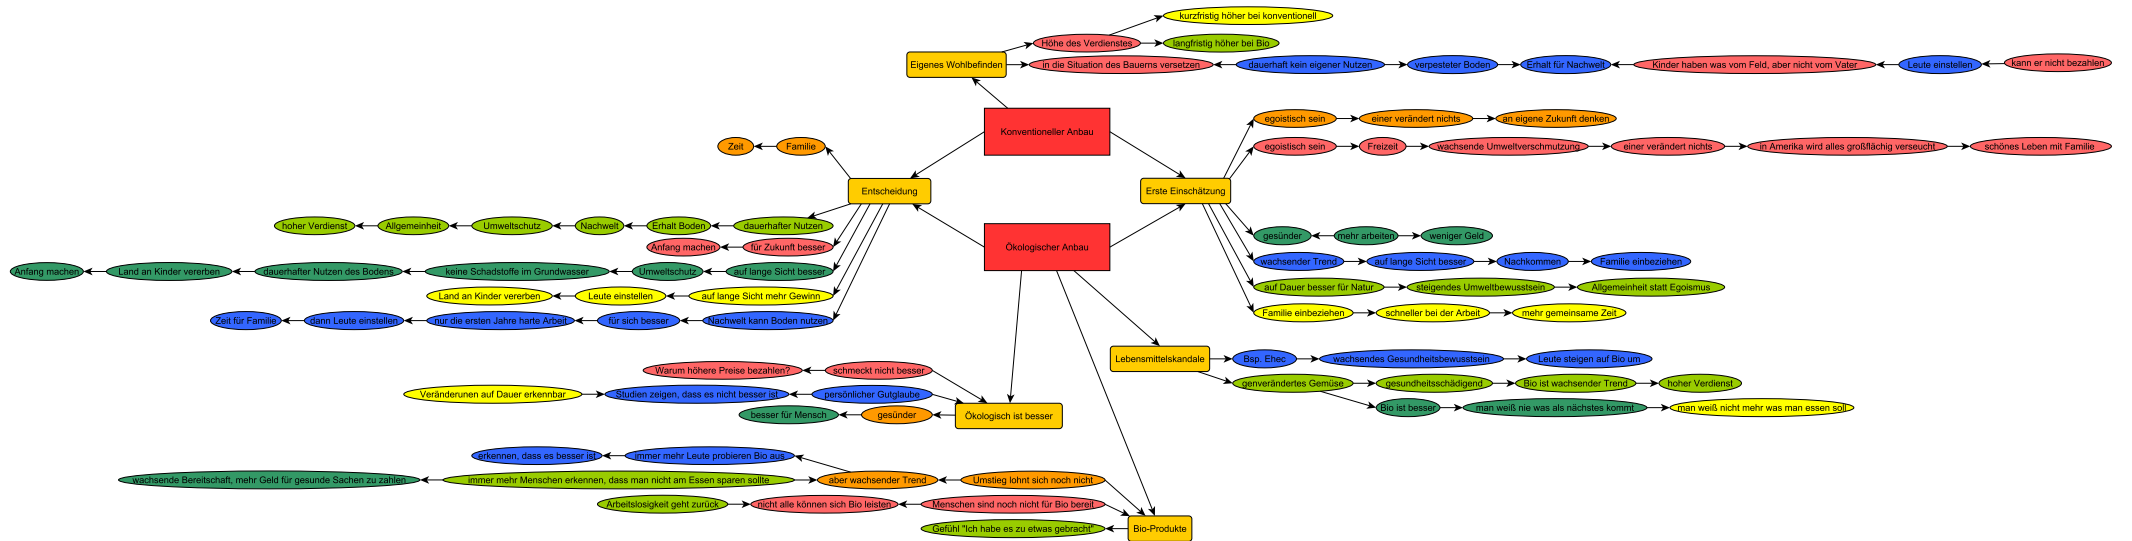 kurzfristig höher bei konventionell
Höhe des Verdienstes
langfristig höher bei Bio
Eigenes Wohlbefinden
in die Situation des Bauerns versetzen
dauerhaft kein eigener Nutzen
verpesteter Boden
Erhalt für Nachwelt
Kinder haben was vom Feld, aber nicht vom Vater
Leute einstellen
kann er nicht bezahlen
Konventioneller Anbau
egoistisch sein
einer verändert nichts
an eigene Zukunft denken
Zeit
Familie
egoistisch sein
Freizeit
wachsende Umweltverschmutzung
einer verändert nichts
in Amerika wird alles großflächig verseucht
schönes Leben mit Familie
Entscheidung
Erste Einschätzung
hoher Verdienst
Allgemeinheit
Umweltschutz
Nachwelt
Erhalt Boden
dauerhafter Nutzen
Anfang machen
für Zukunft besser
Ökologischer Anbau
gesünder
mehr arbeiten
weniger Geld
Anfang machen
Land an Kinder vererben
dauerhafter Nutzen des Bodens
keine Schadstoffe im Grundwasser
Umweltschutz
auf lange Sicht besser
wachsender Trend
auf lange Sicht besser
Nachkommen
Familie einbeziehen
Land an Kinder vererben
Leute einstellen
auf lange Sicht mehr Gewinn
auf Dauer besser für Natur
steigendes Umweltbewusstsein
Allgemeinheit statt Egoismus
Zeit für Familie
dann Leute einstellen
nur die ersten Jahre harte Arbeit
für sich besser
Nachwelt kann Boden nutzen
Familie einbeziehen
schneller bei der Arbeit
mehr gemeinsame Zeit
Lebensmittelskandale
Bsp. Ehec
wachsendes Gesundheitsbewusstsein
Leute steigen auf Bio um
Warum höhere Preise bezahlen?
schmeckt nicht besser
genverändertes Gemüse
gesundheitsschädigend
Bio ist wachsender Trend
hoher Verdienst
Veränderunen auf Dauer erkennbar
Studien zeigen, dass es nicht besser ist
persönlicher Gutglaube
Bio ist besser
man weiß nie was als nächstes kommt
man weiß nicht mehr was man essen soll
besser für Mensch
gesünder
Ökologisch ist besser
erkennen, dass es besser ist
immer mehr Leute probieren Bio aus
wachsende Bereitschaft, mehr Geld für gesunde Sachen zu zahlen
immer mehr Menschen erkennen, dass man nicht am Essen sparen sollte
aber wachsender Trend
Umstieg lohnt sich noch nicht
Arbeitslosigkeit geht zurück
nicht alle können sich Bio leisten
Menschen sind noch nicht für Bio bereit
Gefühl "Ich habe es zu etwas gebracht"
Bio-Produkte